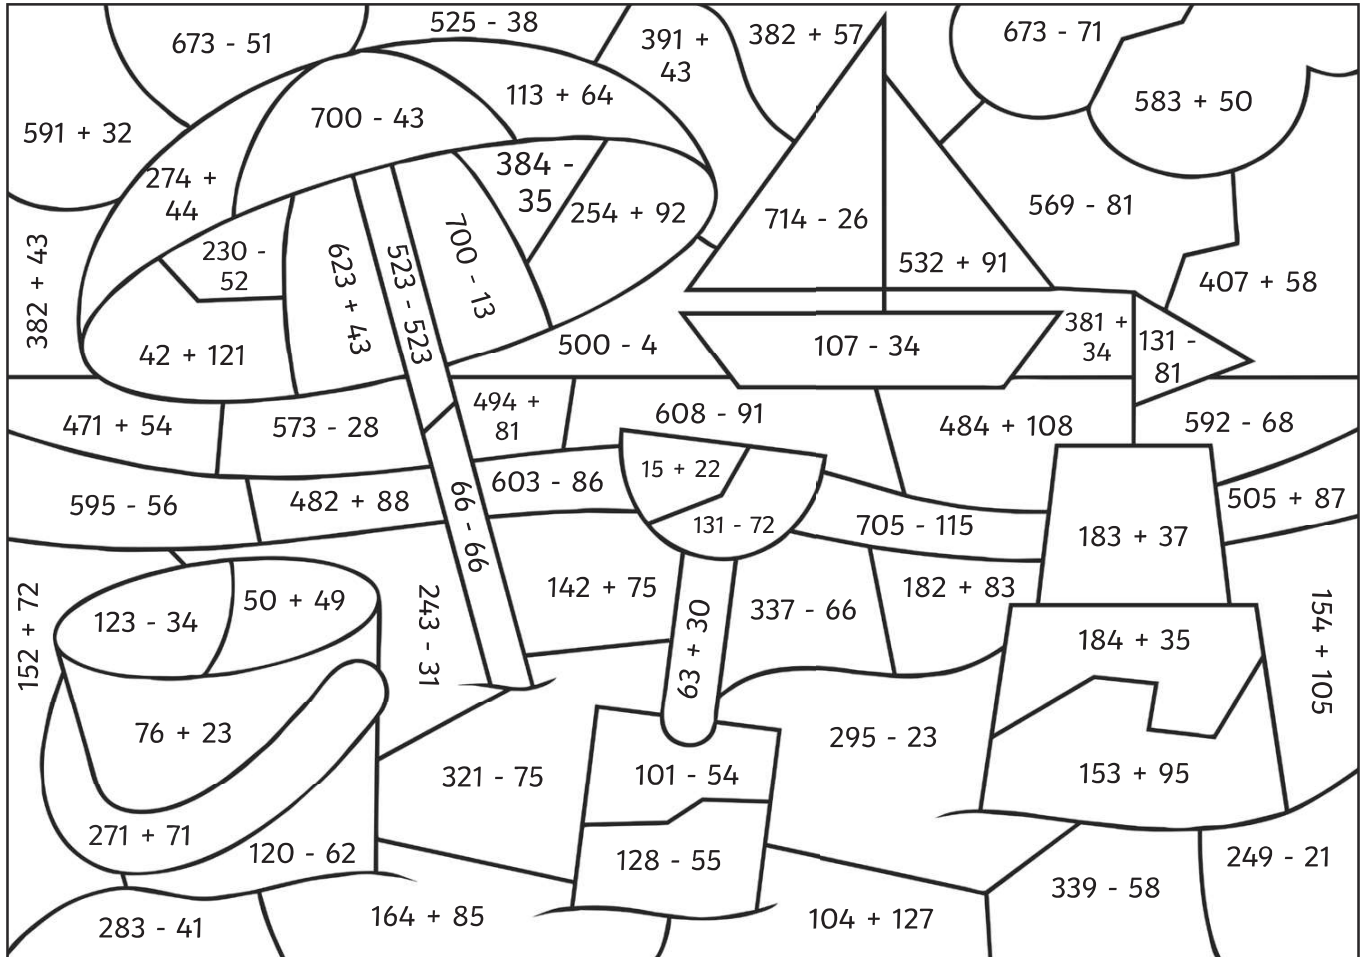 673 - 51
525 - 38
391 +
43
382 + 57
673 - 71
583 + 50
591 + 32
700 - 43
113 + 64
274 +
44
384 -
35
254 + 92
714 - 26
569 - 81
532 + 91
407 + 58
382 + 43
230 -
52
623 + 43
523 - 523
700 - 13
42 + 121
500 - 4
107 - 34
381 +
34
131 -
81
471 + 54
573 - 28
494 +
81
608 - 91
484 + 108
592 - 68
595 - 56
482 + 88
66 - 66
603 - 86
15 + 22
131 - 72
705 - 115
183 + 37
505 + 87
152 + 72
123 - 34
50 + 49
243 - 31
142 + 75
63 + 30
337 - 66
182 + 83
184 + 35
154 + 105
76 + 23
321 - 75
101 - 54
295 - 23
153 + 95
271 + 71
120 - 62
128 - 55
339 - 58
249 - 21
283 - 41
164 + 85
104 + 127